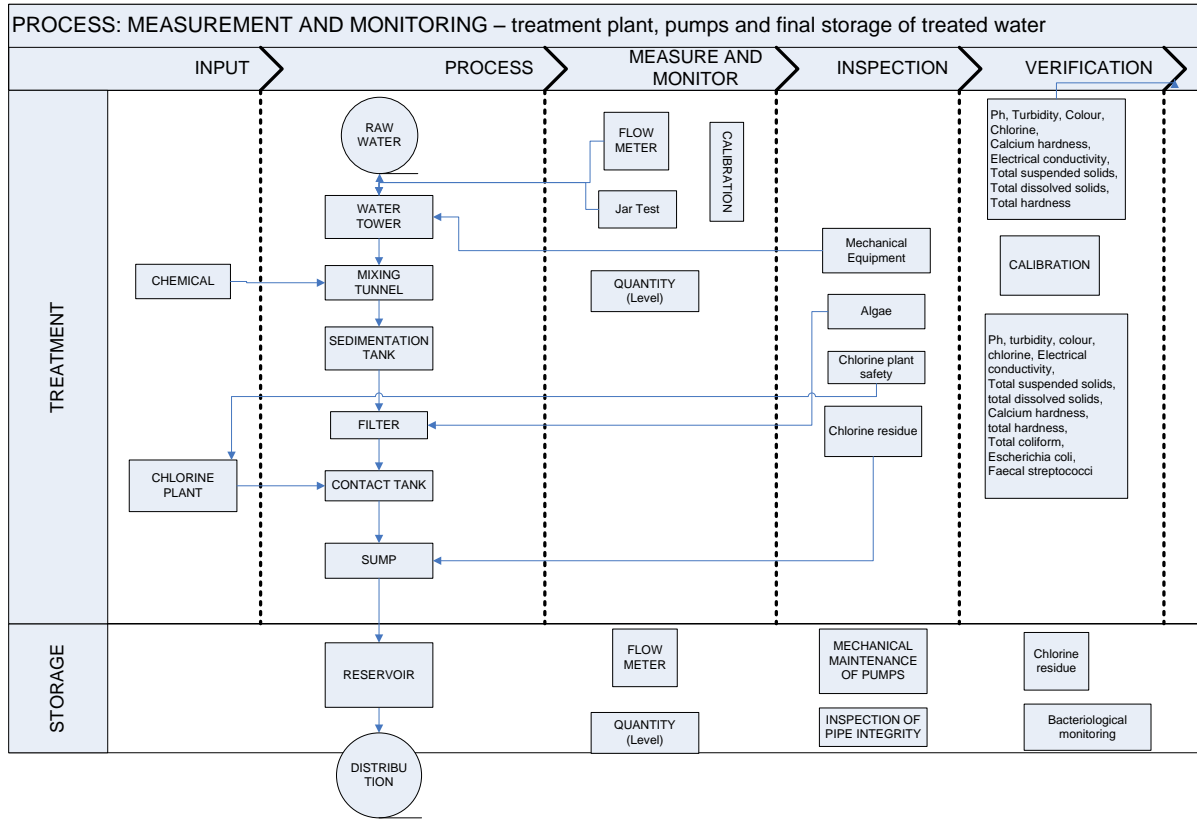 PROCESS: MEASUREMENT AND MONITORING – treatment plant, pumps and final storage of treated water
INPUT
PROCESS
MEASURE AND
MONITOR
INSPECTION
VERIFICATION
TREATMENT
RAW
WATER
WATER
TOWER
CHEMICAL
MIXING
TUNNEL
SEDIMENTATION
TANK
FILTER
CHLORINE
PLANT
CONTACT TANK
SUMP
FLOW
METER
CALIBRATION
Jar Test
QUANTITY
(Level)
Mechanical
Equipment
Algae
Chlorine plant
safety
Chlorine residue
Ph, Turbidity, Colour,
Chlorine,
Calcium hardness,
Electrical conductivity,
Total suspended solids,
Total dissolved solids,
Total hardness
CALIBRATION
Ph, turbidity, colour,
chlorine, Electrical
conductivity,
Total suspended solids,
total dissolved solids,
Calcium hardness,
total hardness,
Total coliform,
Escherichia coli,
Faecal streptococci
STORAGE
RESERVOIR
FLOW
METER
MECHANICAL
MAINTENANCE
OF PUMPS
Chlorine
residue
QUANTITY
(Level)
INSPECTION OF
PIPE INTEGRITY
Bacteriological
monitoring
DISTRIBU
TION